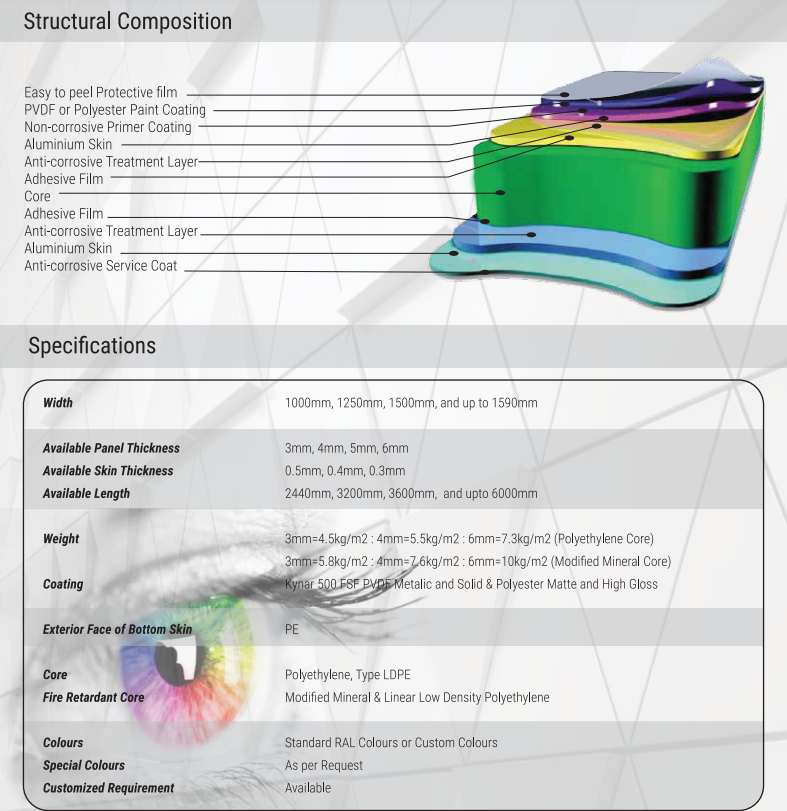 Structural Composition
Easy to peel Protective film
PVDF or Polyester Paint Coating
Non-corrosive Primer Coating
Aluminium Skin
Anti-corrosive Treatment Layer
Adhesive Film
Core
Adhesive Film
Anti-corrosive Treatment Layer
Aluminium Skin
Anti-corrosive Service Coat
Specifications
Width 1000mm, 1250mm, 1500mm, and up to 1590mm
Available Panel Thickness 3mm, 4mm, 5mm, 6mm
Available Skin Thickness 0.5mm, 0.4mm, 0.3mm
Available Length 2440mm, 3200mm, 3600mm, and upto 6000mm
Weight 3mm=4.5kg/m2 : 4mm=5.5kg/m2 : 6mm=7.3kg/m2 (Polyethylene Core)
3mm=5.8kg/m2 : 4mm=7.6kg/m2 : 6mm=10kg/m2 (Modified Mineral Core)
Coating Kynar 500 FSF PVDF Metalic and Solid & Polyester Matte and High Gloss
Exterior Face of Bottom Skin PE
Core Polyethylene, Type LDPE
Fire Retardant Core Modified Mineral & Linear Low Density Polyethylene
Colours Standard RAL Colours or Custom Colours
Special Colours As per Request
Customized Requirement Available